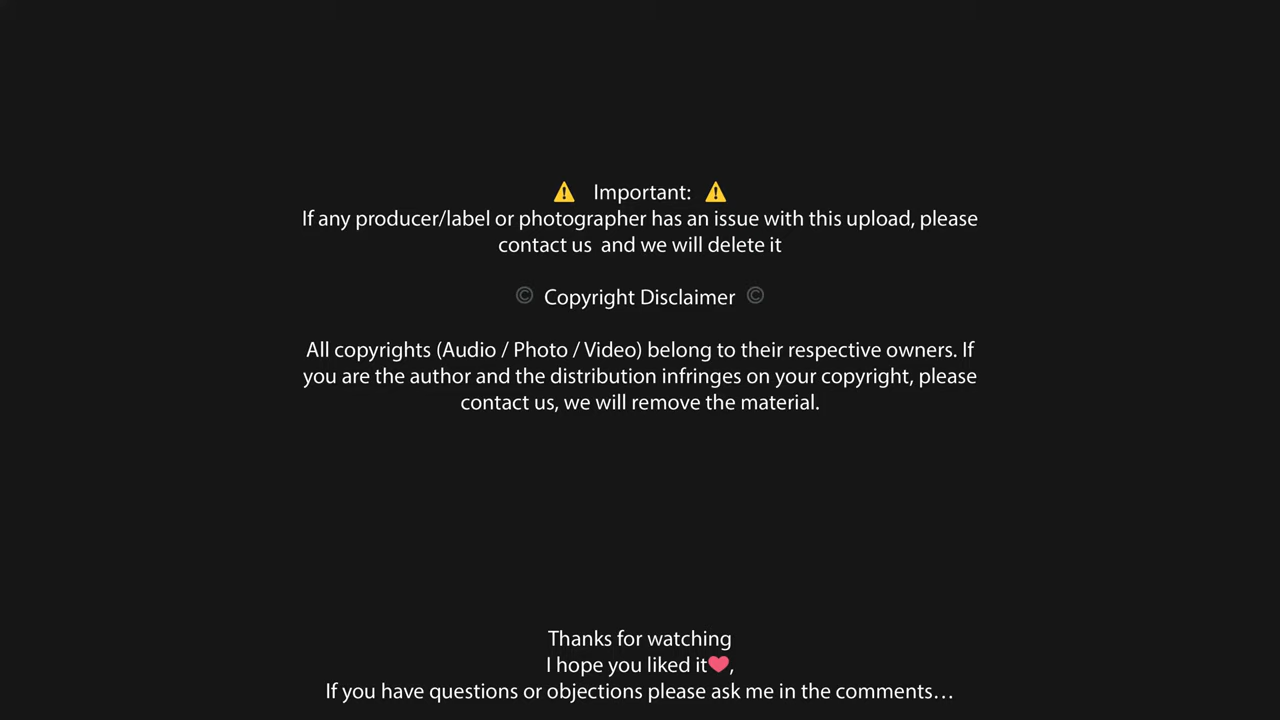 ⚠️ Important: ⚠️
If any producer/label or photographer has an issue with this upload, please
contact us and we will delete it
© Copyright Disclaimer ©
All copyrights (Audio / Photo / Video) belong to their respective owners. If
you are the author and the distribution infringes on your copyright, please
contact us, we will remove the material.
Thanks for watching
I hope you liked it❤️,
If you have questions or objections please ask me in the comments…